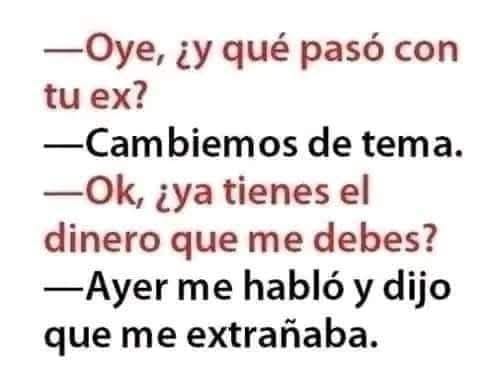 —Oye, ¿y qué pasó con
tu ex?
—Cambiemos de tema.
—Ok, ¿ya tienes el
dinero que me debes?
—Ayer me habló y dijo
que me extrañaba.